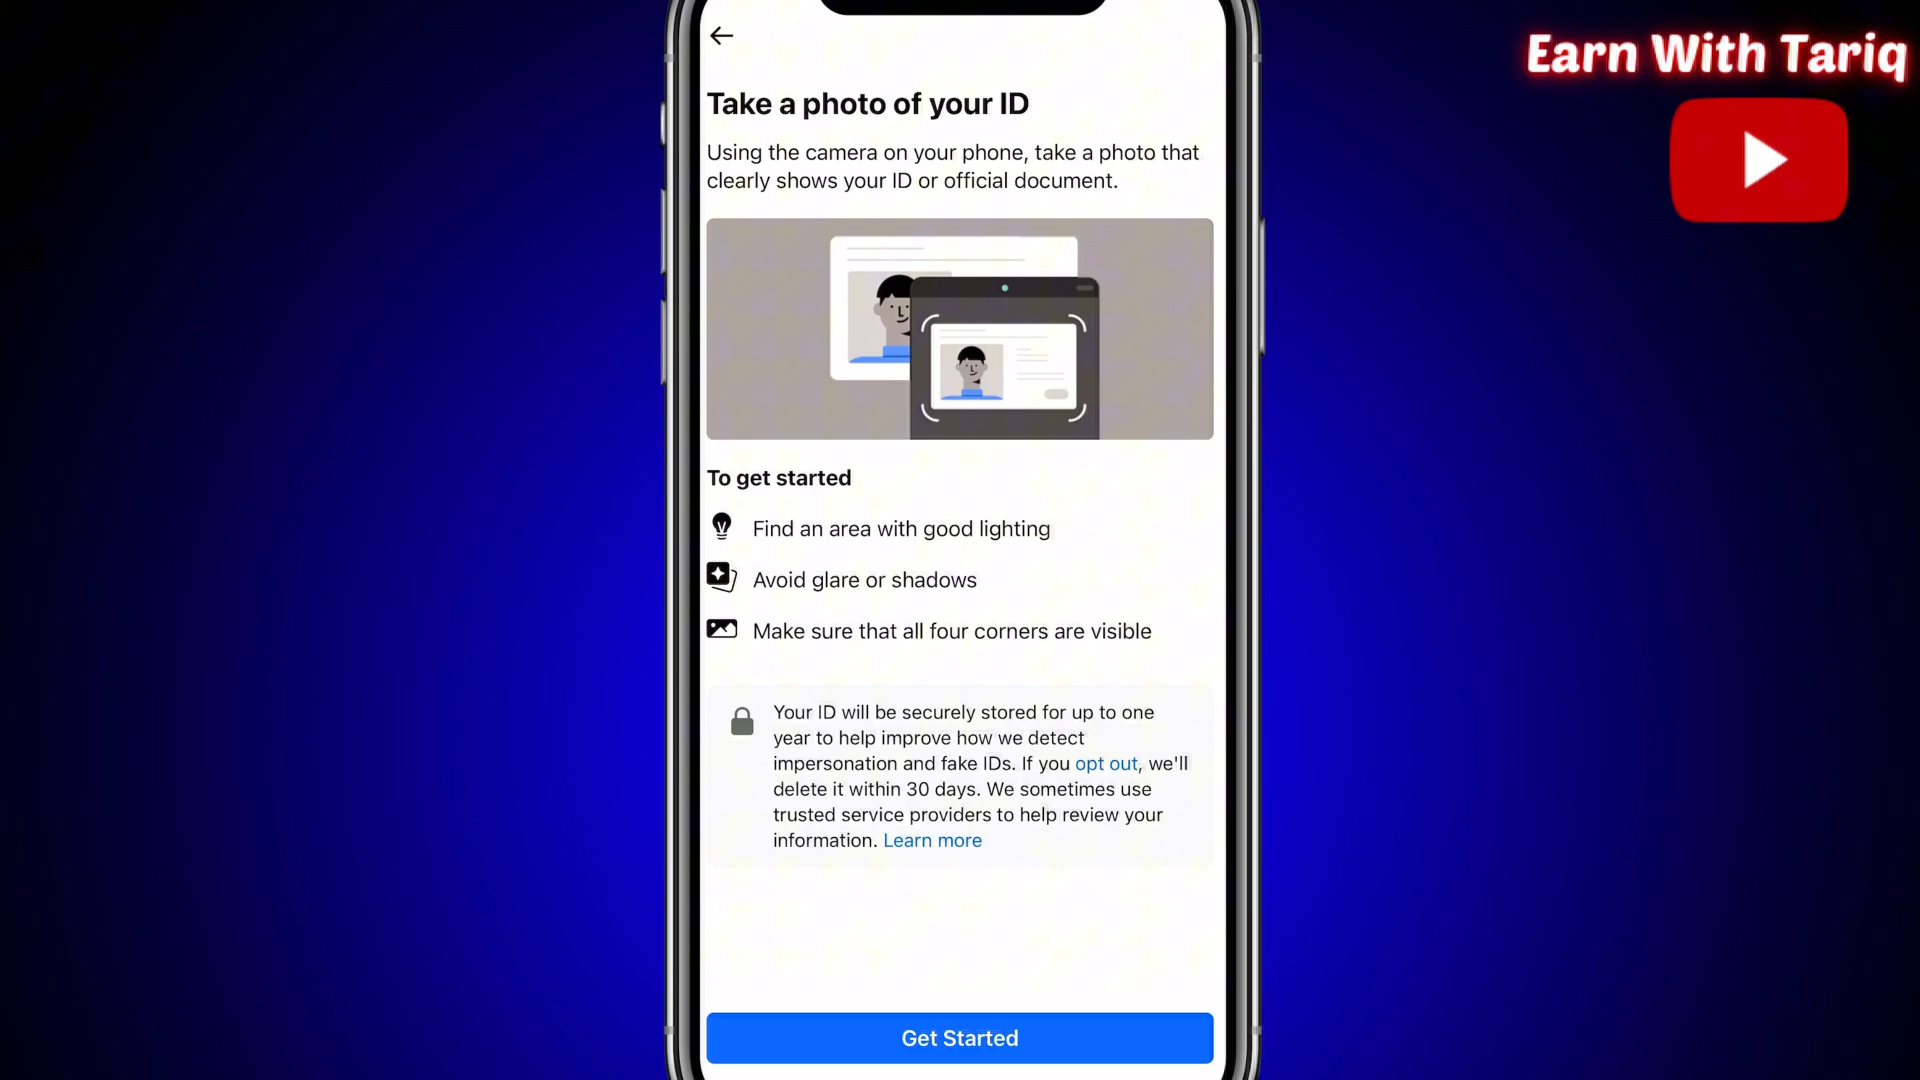 Earn With Tariq
Take a photo of your ID
Using the camera on your phone, take a photo that
clearly shows your ID or official document.
To get started
Find an area with good lighting
Avoid glare or shadows
Make sure that all four corners are visible
Your ID will be securely stored for up to one
year to help improve how we detect
impersonation and fake IDs. If you opt out, we'll
delete it within 30 days. We sometimes use
trusted service providers to help review your
information. Learn more
Get Started